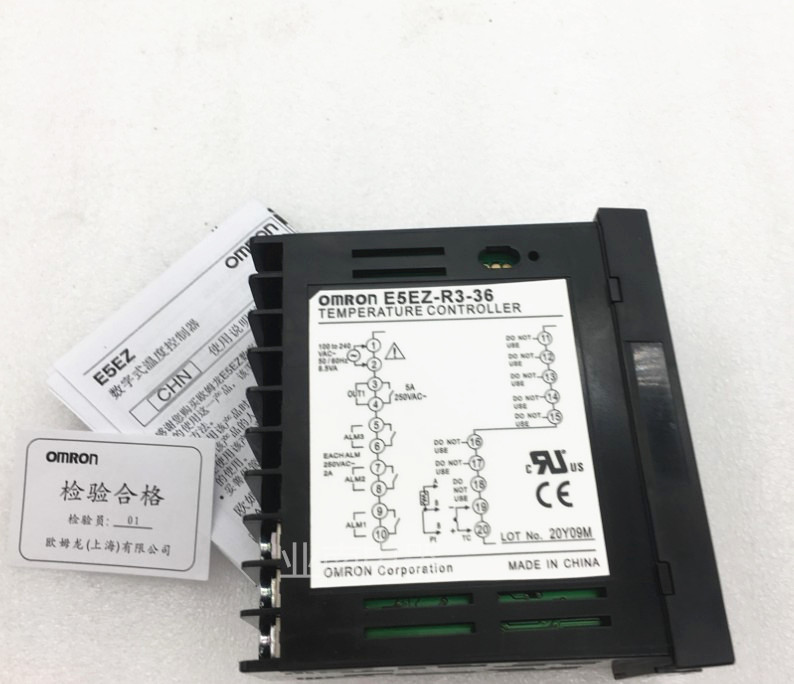 OMRON
E5EZ
数字式温度控制器
CHN
使用说明
OMRON
检验合格
检验员: 01
欧姆龙(上海)有限公司
OMRON E5EZ-R3-36
TEMPERATURE CONTROLLER
100 to 240
VAC~
50 / 60Hz
8.5VA
1
2
3
OUT1
4
5A
250VAC~
5
ALM3
6
EACH ALM
250VAC~
2A
7
ALM2
8
9
ALM1
10
DO NOT USE
11
DO NOT USE
12
DO NOT USE
13
DO NOT USE
14
DO NOT USE
15
DO NOT USE
16
DO NOT USE
17
DO NOT USE
18
19
20
A
B
B
Pt
TC
c RU US
CE
LOT No. 20Y09M
OMRON Corporation
MADE IN CHINA